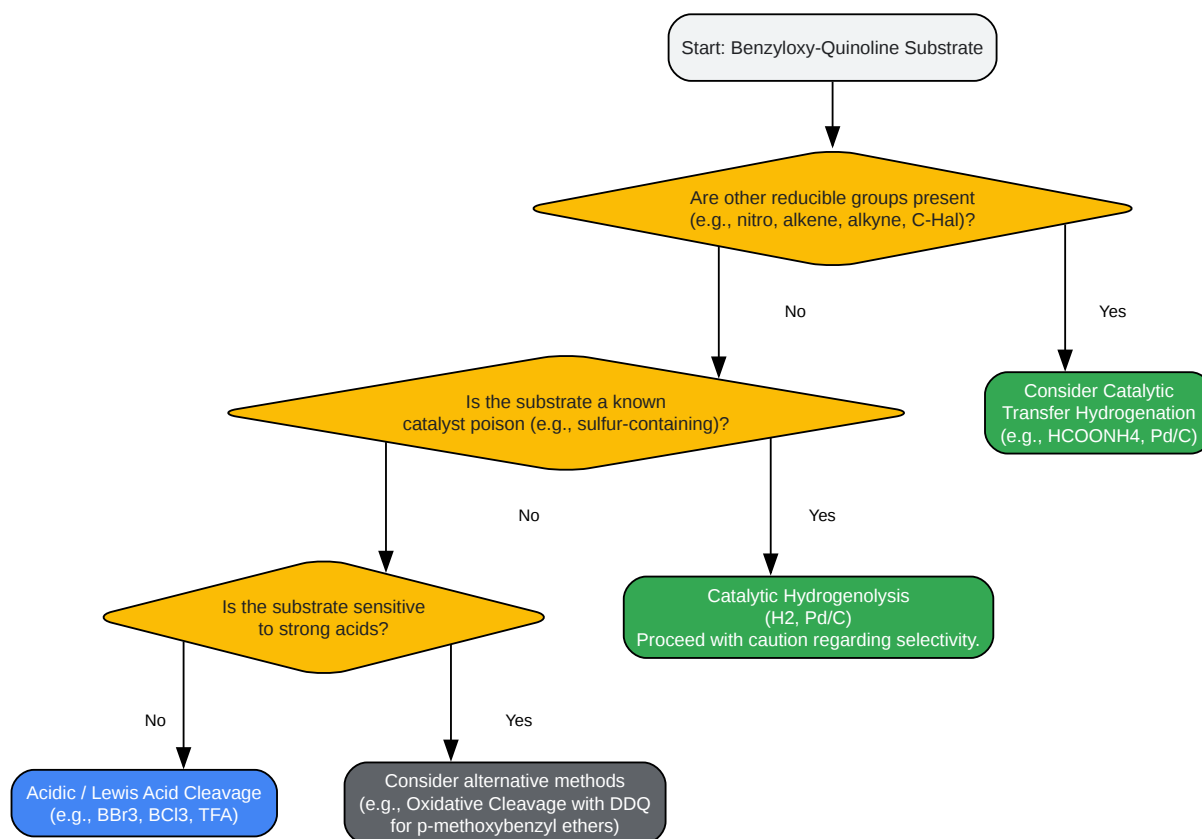 Start: Benzyloxy-Quinoline Substrate
Are other reducible groups present
(e.g., nitro, alkene, alkyne, C-Hal)?
No
Yes
Is the substrate a known
catalyst poison (e.g., sulfur-containing)?
Consider Catalytic
Transfer Hydrogenation
(e.g., HCOONH4, Pd/C)
No
Yes
Is the substrate sensitive
to strong acids?
Catalytic Hydrogenolysis
(H2, Pd/C)
Proceed with caution regarding selectivity.
No
Yes
Acidic / Lewis Acid Cleavage
(e.g., BBr3, BCl3, TFA)
Consider alternative methods
(e.g., Oxidative Cleavage with DDQ
for p-methoxybenzyl ethers)